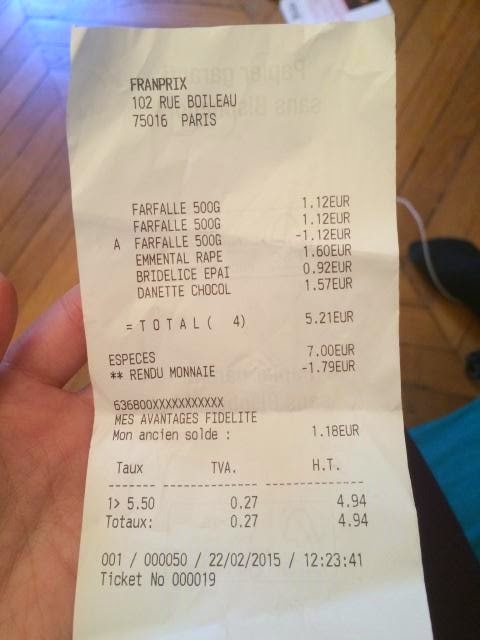 FRANPRIX
102 RUE BOILEAU
75016 PARIS
FARFALLE 500G 1.12EUR
FARFALLE 500G 1.12EUR
A FARFALLE 500G -1.12EUR
EMMENTAL RAPE 1.60EUR
BRIDELICE EPAI 0.92EUR
DANETTE CHOCOL 1.57EUR
= T O T A L ( 4) 5.21EUR
ESPECES 7.00EUR
** RENDU MONNAIE -1.79EUR
636800XXXXXXXXXXX
MES AVANTAGES FIDELITE
Mon ancien solde : 1.18EUR
Taux TVA. H.T.
1> 5.50 0.27 4.94
Totaux: 0.27 4.94
001 / 000050 / 22/02/2015 / 12:23:41
Ticket No 000019